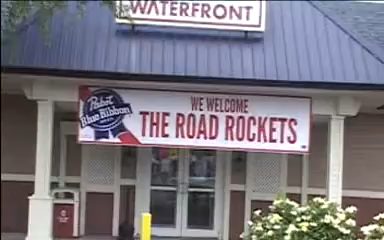 WATERFRONT
Pabst
Blue Ribbon
WE WELCOME
THE ROAD ROCKETS